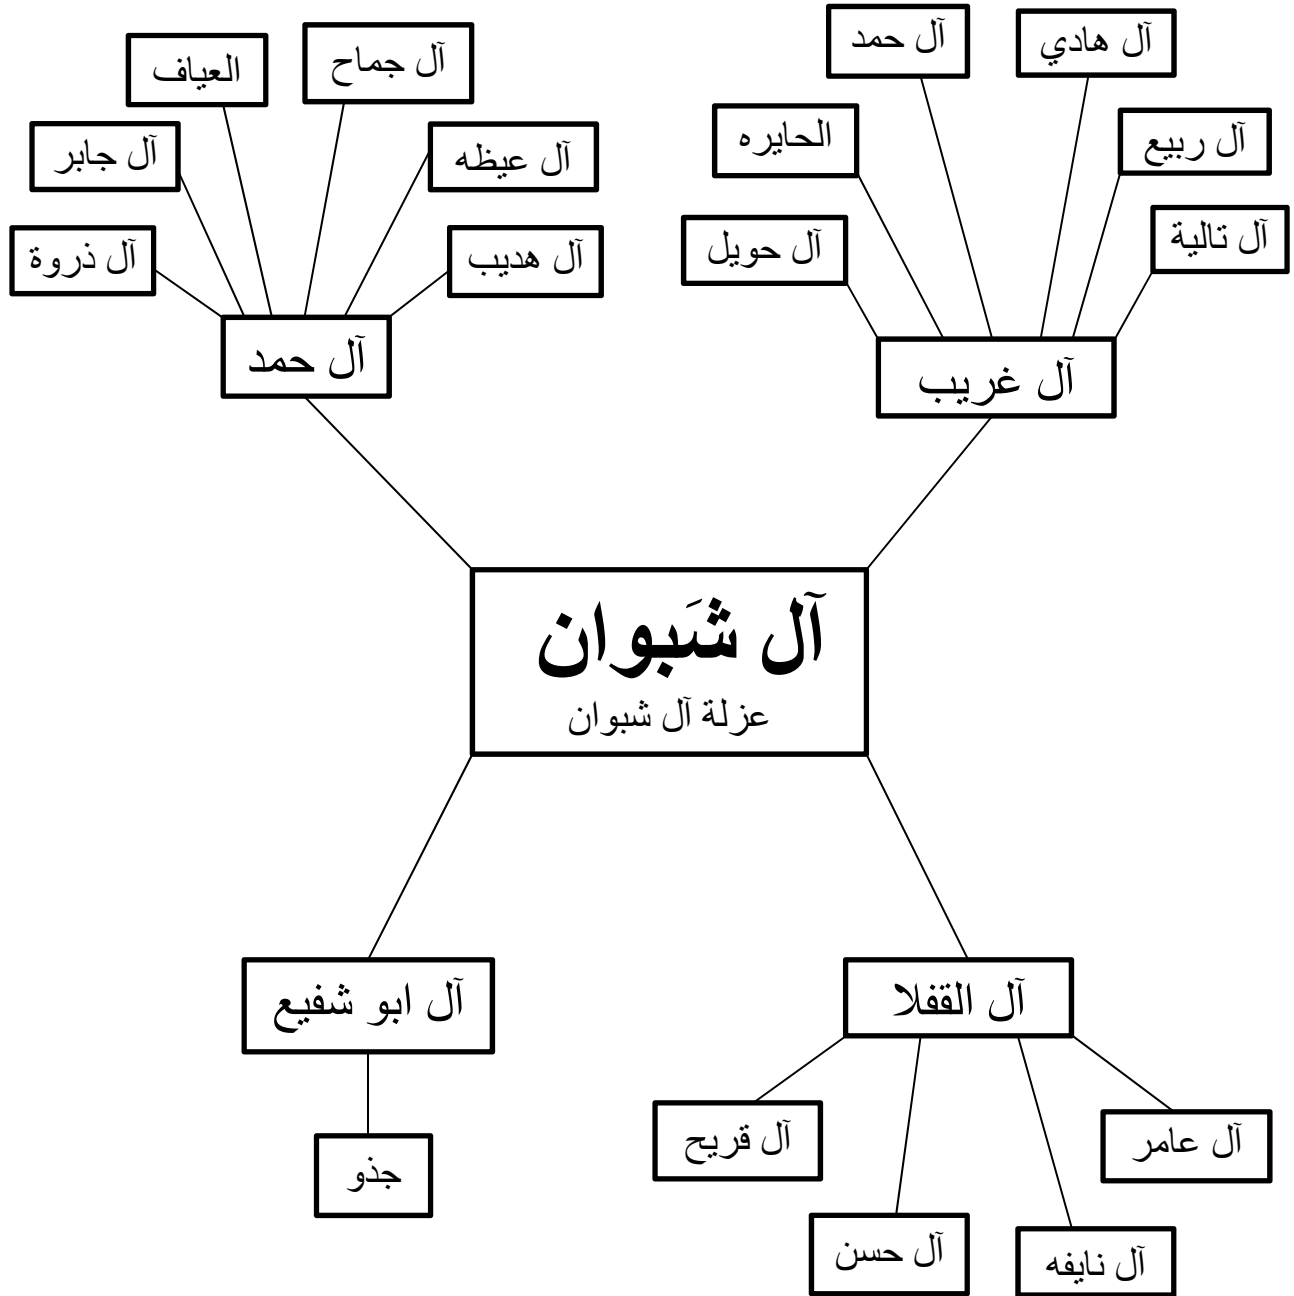 آل هادي
آل حمد
آل ربيع
الحايره
آل تالية
آل حويل
آل غريب
آل جماح
العياف
آل عيظه
آل جابر
آل هديب
آل ذروة
آل حمد
آل شَبوان
عزلة آل شبوان
آل القفلا
آل عامر
آل قريح
آل نايفه
آل حسن
آل ابو شفيع
جذو